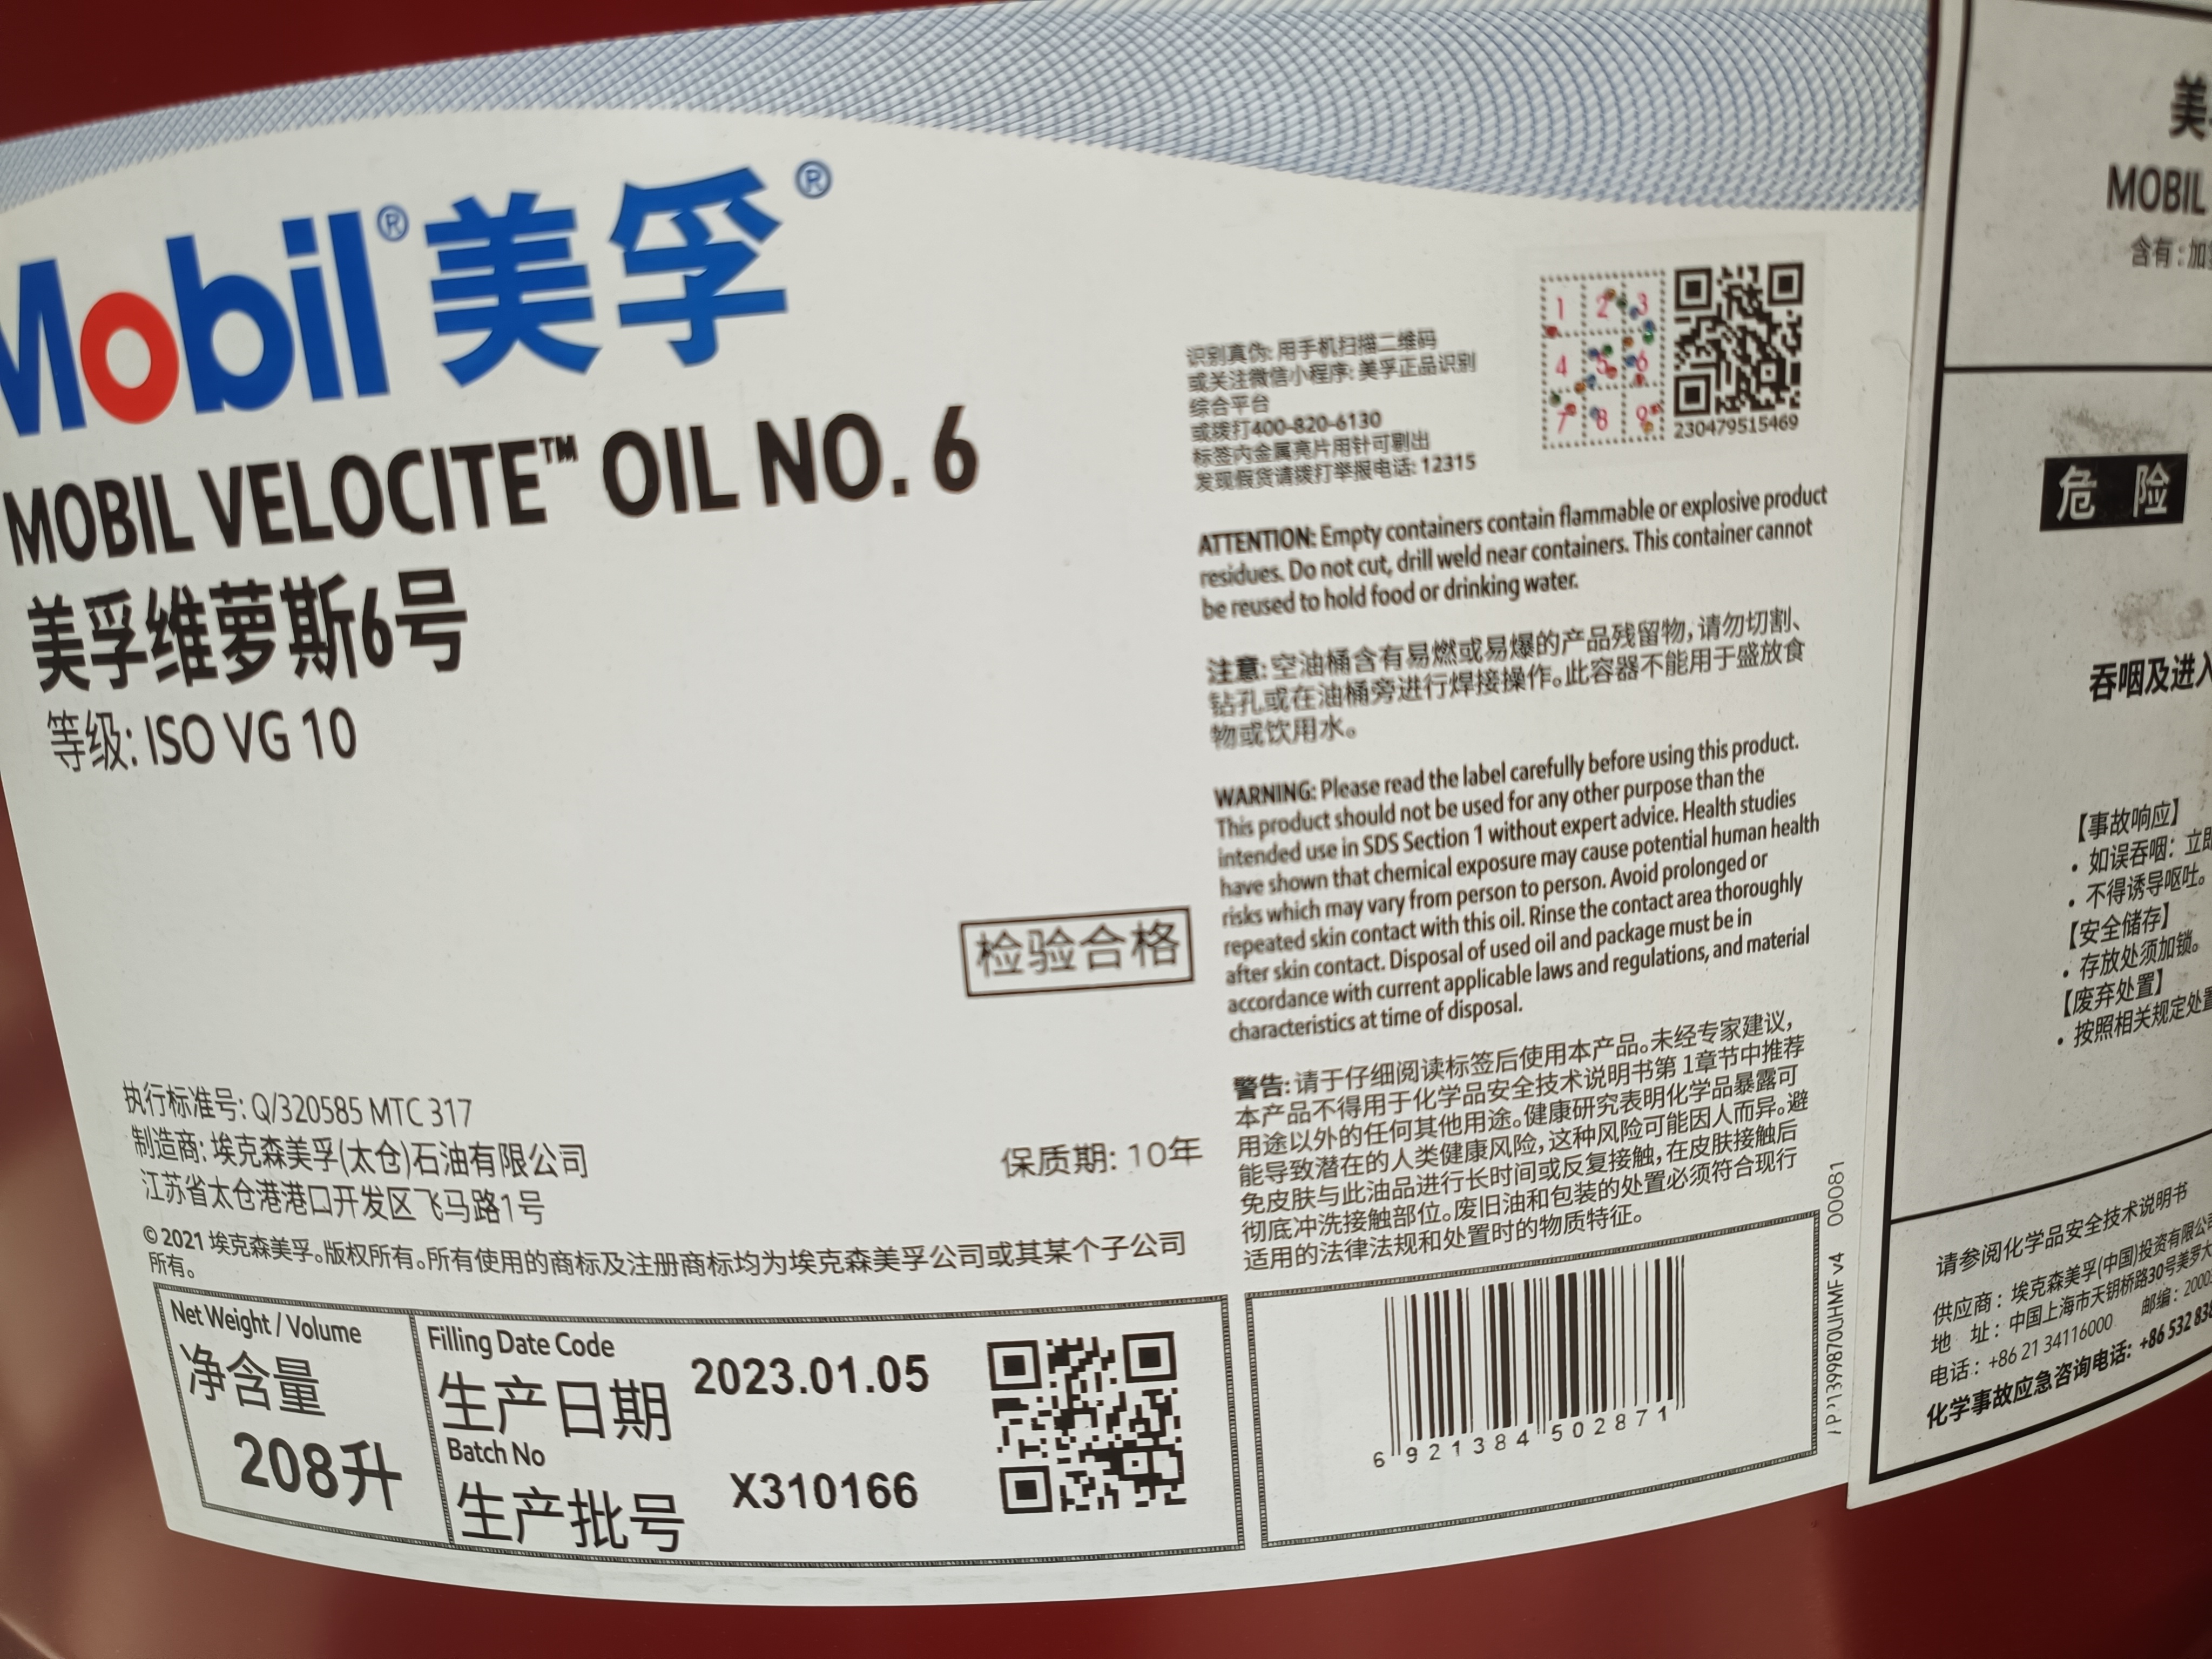 Mobil® 美孚®
MOBIL VELOCITE™ OIL NO. 6
美孚维萝斯6号
等级: ISO VG 10
检验合格
执行标准号: Q/320585 MTC 317
制造商: 埃克森美孚(太仓)石油有限公司
江苏省太仓港港口开发区飞马路1号
保质期: 10年
© 2021 埃克森美孚。版权所有。所有使用的商标及注册商标均为埃克森美孚公司或其某个子公司
所有。
Net Weight / Volume
净含量
208升
Filling Date Code
生产日期
2023.01.05
Batch No
生产批号
X310166
识别真伪: 用手机扫描二维码
或关注微信小程序: 美孚正品识别
综合平台
或拨打400-820-6130
标签内金属亮片用针可剔出
发现假货请拨打举报电话: 12315
1 2 3
4 5 6
7 8 9
230479515469
ATTENTION: Empty containers contain flammable or explosive product
residues. Do not cut, drill weld near containers. This container cannot
be reused to hold food or drinking water.
注意: 空油桶含有易燃或易爆的产品残留物, 请勿切割、
钻孔或在油桶旁进行焊接操作。此容器不能用于盛放食
物或饮用水。
WARNING: Please read the label carefully before using this product.
This product should not be used for any other purpose than the
intended use in SDS Section 1 without expert advice. Health studies
have shown that chemical exposure may cause potential human health
risks which may vary from person to person. Avoid prolonged or
repeated skin contact with this oil. Rinse the contact area thoroughly
after skin contact. Disposal of used oil and package must be in
accordance with current applicable laws and regulations, and material
characteristics at time of disposal.
警告: 请于仔细阅读标签后使用本产品。未经专家建议,
本产品不得用于化学品安全技术说明书第 1章节中推荐
用途以外的任何其他用途。健康研究表明化学品暴露可
能导致潜在的人类健康风险, 这种风险可能因人而异。避
免皮肤与此油品进行长时间或反复接触, 在皮肤接触后
彻底冲洗接触部位。废旧油和包装的处置必须符合现行
适用的法律法规和处置时的物质特征。
6 921384 502871
00081
美
MOBIL
含有: 加
危 险
吞咽及进入
【事故响应】
· 如误吞咽: 立即
· 不得诱导呕吐。
【安全储存】
· 存放处须加锁。
【废弃处置】
· 按照相关规定处置
请参阅化学品安全技术说明书
供应商: 埃克森美孚(中国)投资有限公司
地 址: 中国上海市天钥桥路30号美罗大
邮编: 2000
电话: +86 21 34116000
化学事故应急咨询电话: +86 532 838